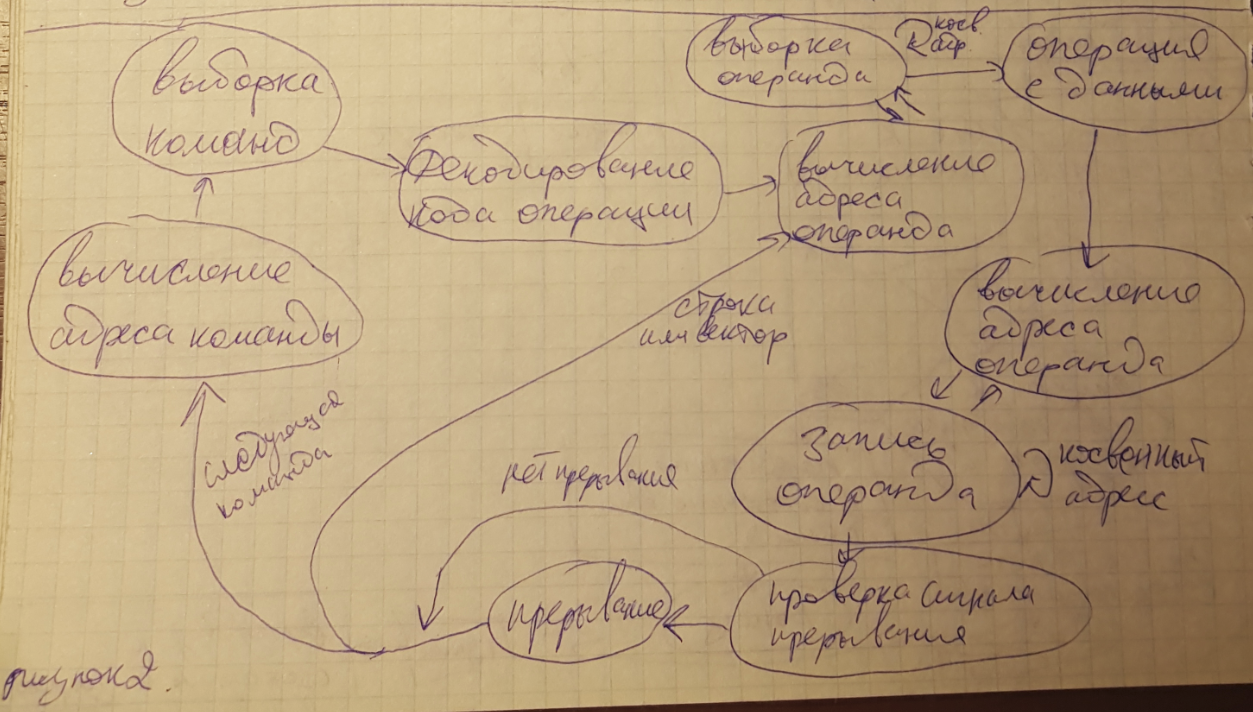 выборка
команд
декодирование
кода операции
вычисление
адреса команды
выборка
операнда
косв.
адр.
операция
с данными
вычисление
адреса
операнда
вычисление
адреса
операнда
строка
или вектор
следующая
команда
нет прерывания
запись
операнда
косвенный
адрес
прерывание
проверка сигнала
прерывания
рисунок 2.